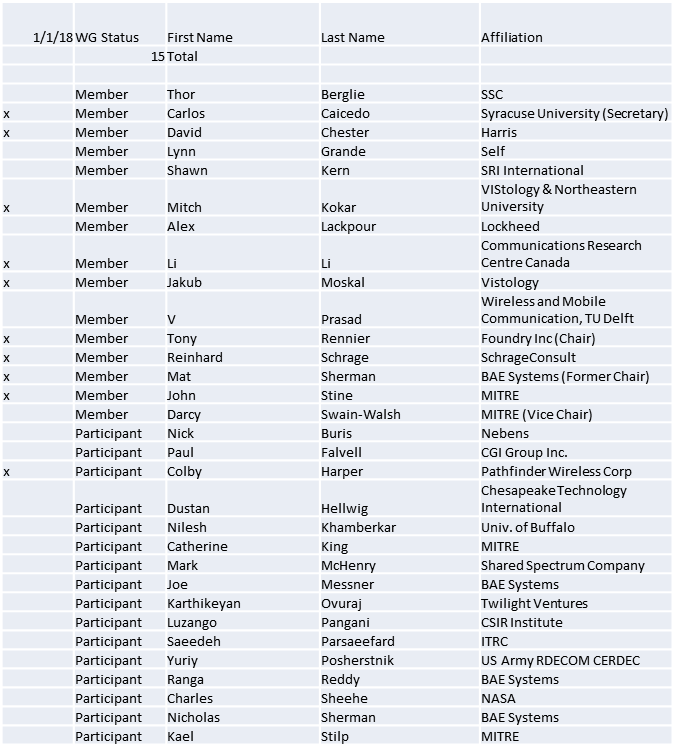 1/1/18 WG Status First Name Last Name Affiliation
15 Total
Member Thor Berglie SSC
x Member Carlos Caicedo Syracuse University (Secretary)
x Member David Chester Harris
Member Lynn Grande Self
Member Shawn Kern SRI International
VIStology & Northeastern
x Member Mitch Kokar University
Member Alex Lackpour Lockheed
Communications Research
x Member Li Li Centre Canada
x Member Jakub Moskal Vistology
Wireless and Mobile
Member V Prasad Communication, TU Delft
x Member Tony Rennier Foundry Inc (Chair)
x Member Reinhard Schrage SchrageConsult
x Member Mat Sherman BAE Systems (Former Chair)
x Member John Stine MITRE
Member Darcy Swain-Walsh MITRE (Vice Chair)
Participant Nick Buris Nebens
Participant Paul Falvell CGI Group Inc.
x Participant Colby Harper Pathfinder Wireless Corp
Chesapeake Technology
Participant Dustan Hellwig International
Participant Nilesh Khamberkar Univ. of Buffalo
Participant Catherine King MITRE
Participant Mark McHenry Shared Spectrum Company
Participant Joe Messner BAE Systems
Participant Karthikeyan Ovuraj Twilight Ventures
Participant Luzango Pangani CSIR Institute
Participant Saeedeh Parsaeefard ITRC
Participant Yuriy Posherstnik US Army RDECOM CERDEC
Participant Ranga Reddy BAE Systems
Participant Charles Sheehe NASA
Participant Nicholas Sherman BAE Systems
Participant Kael Stilp MITRE